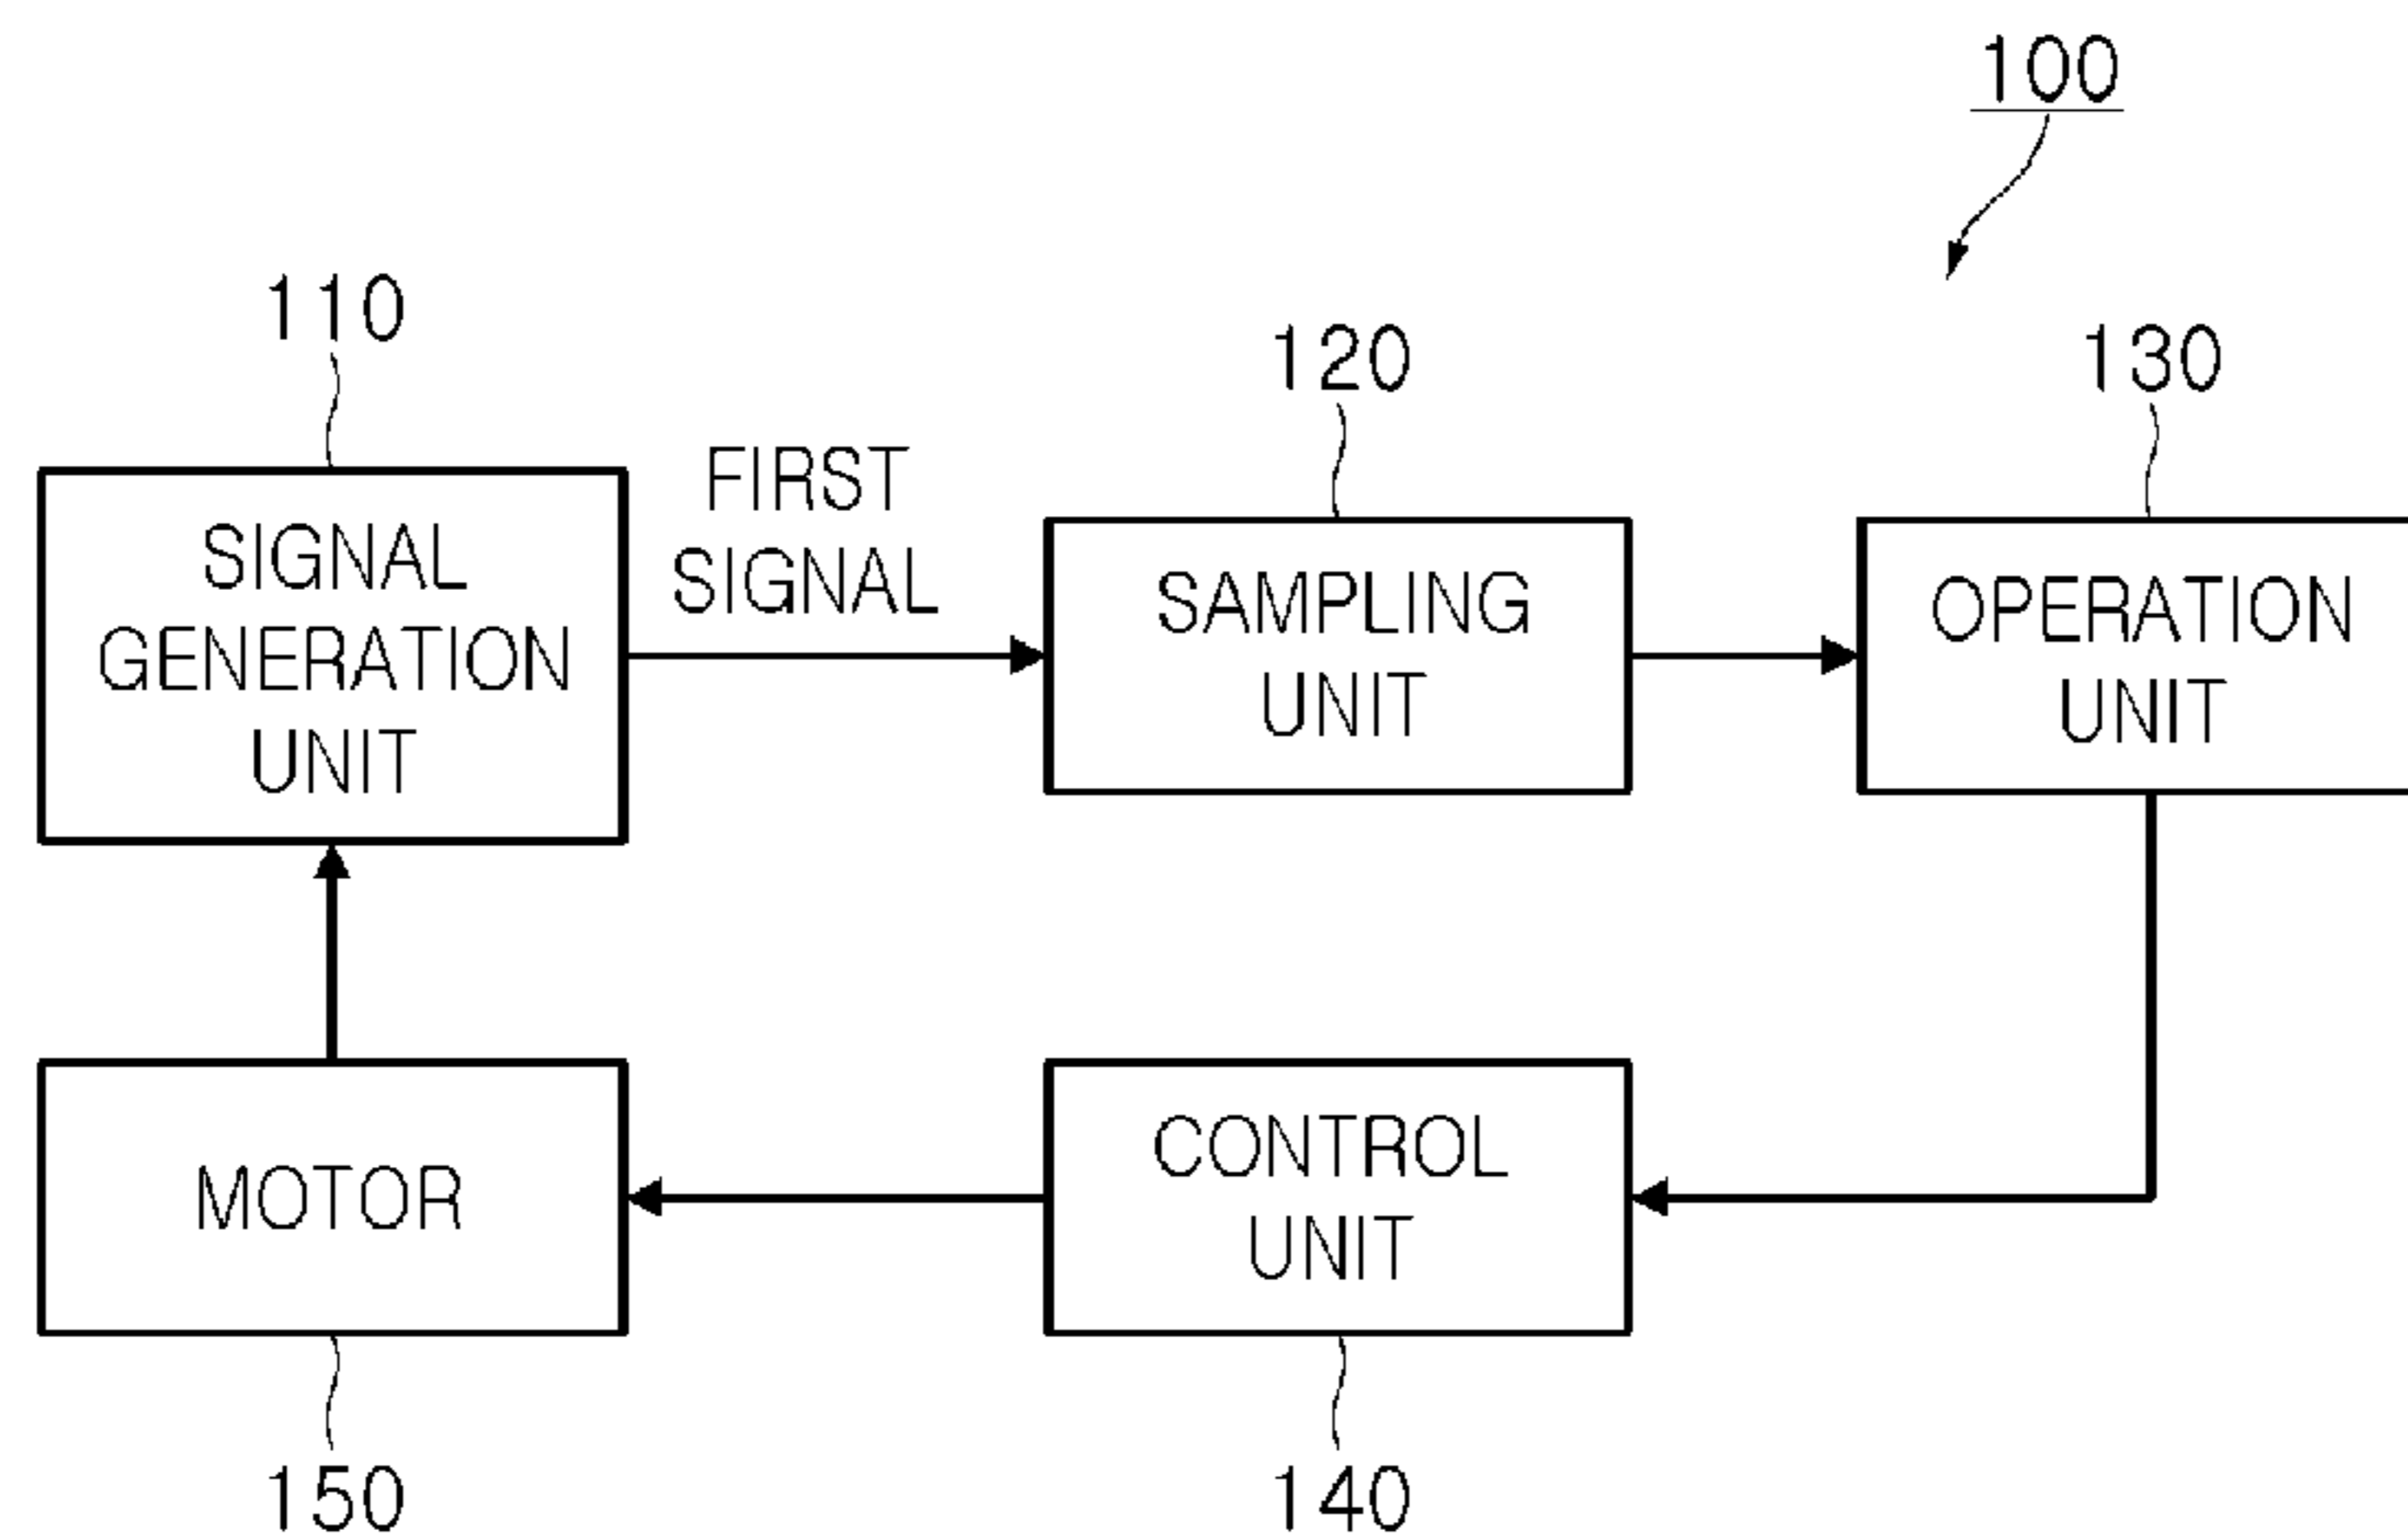 100
110
FIRST
SIGNAL
120
130
SIGNAL
GENERATION
UNIT
SAMPLING
UNIT
OPERATION
UNIT
MOTOR
CONTROL
UNIT
150
140